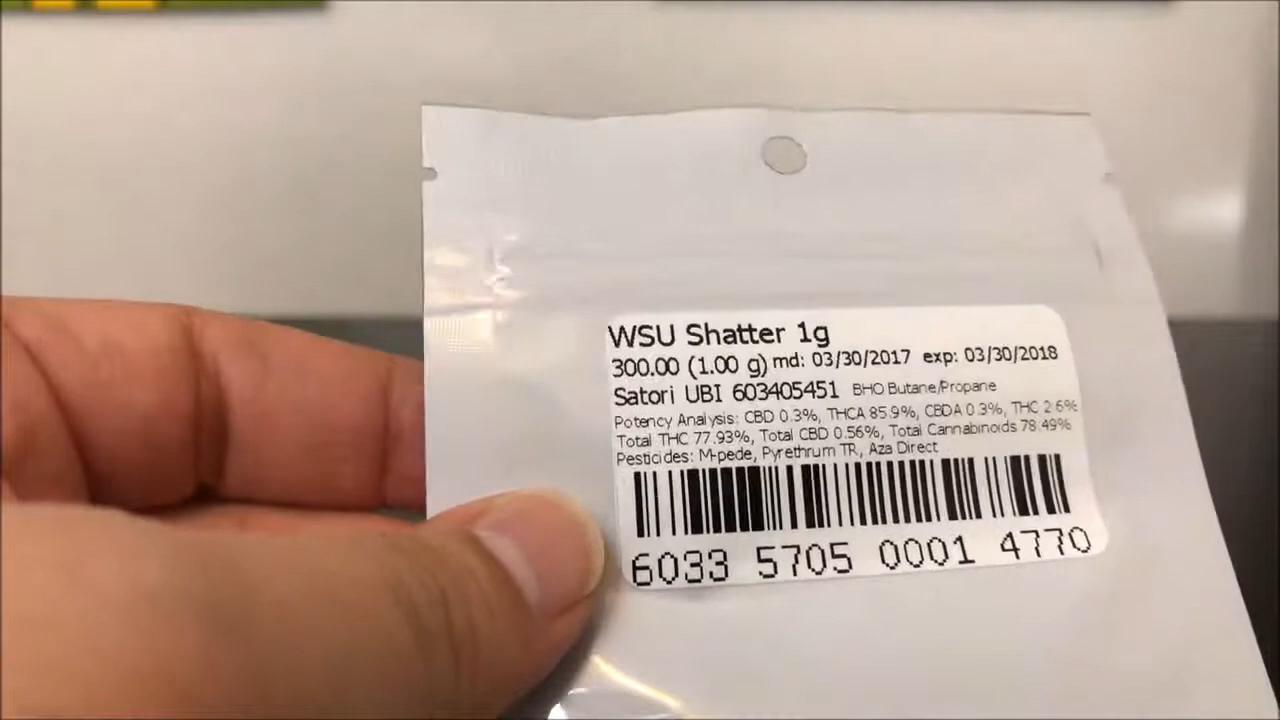 WSU Shatter 1g
300.00 (1.00 g) md: 03/30/2017 exp: 03/30/2018
Satori UBI 603405451 BHO Butane/Propane
Potency Analysis: CBD 0.3%, THCA 85.9%, CBDA 0.3%, THC 2.6%
Total THC 77.93%, Total CBD 0.56%, Total Cannabinoids 78.49%
Pesticides: M-pede, Pyrethrum TR, Aza Direct
6033 5705 0001 4770